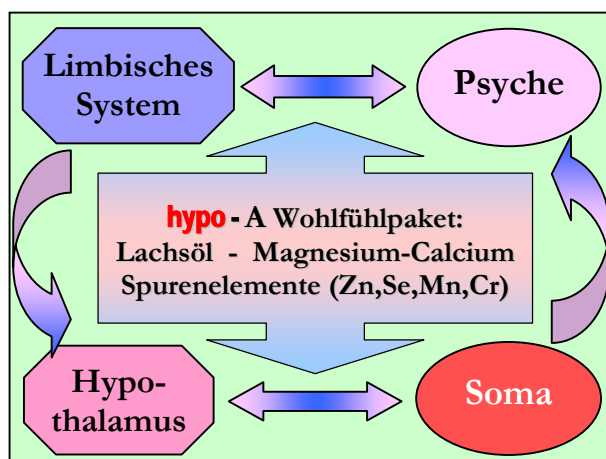 Limbisches
System
Psyche
hypo - A Wohlfühlpaket:
Lachsöl - Magnesium-Calcium
Spurenelemente (Zn,Se,Mn,Cr)
Hypo-
thalamus
Soma